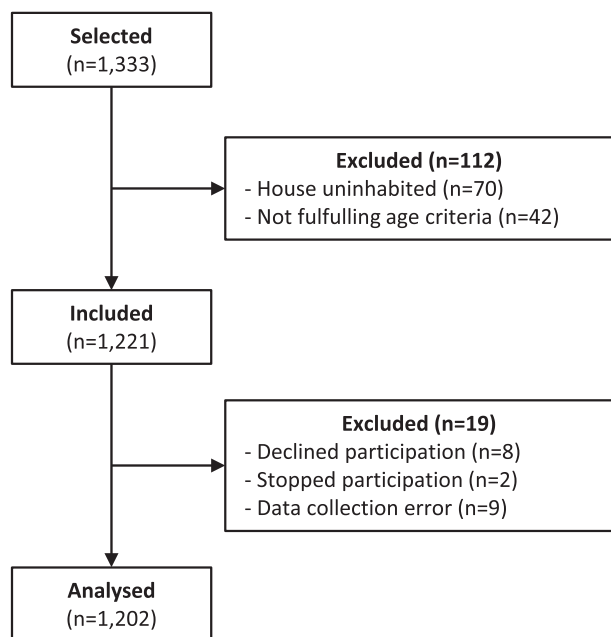 Selected
(n=1,333)
Excluded (n=112)
- House uninhabited (n=70)
- Not fulfulling age criteria (n=42)
Included
(n=1,221)
Excluded (n=19)
- Declined participation (n=8)
- Stopped participation (n=2)
- Data collection error (n=9)
Analysed
(n=1,202)